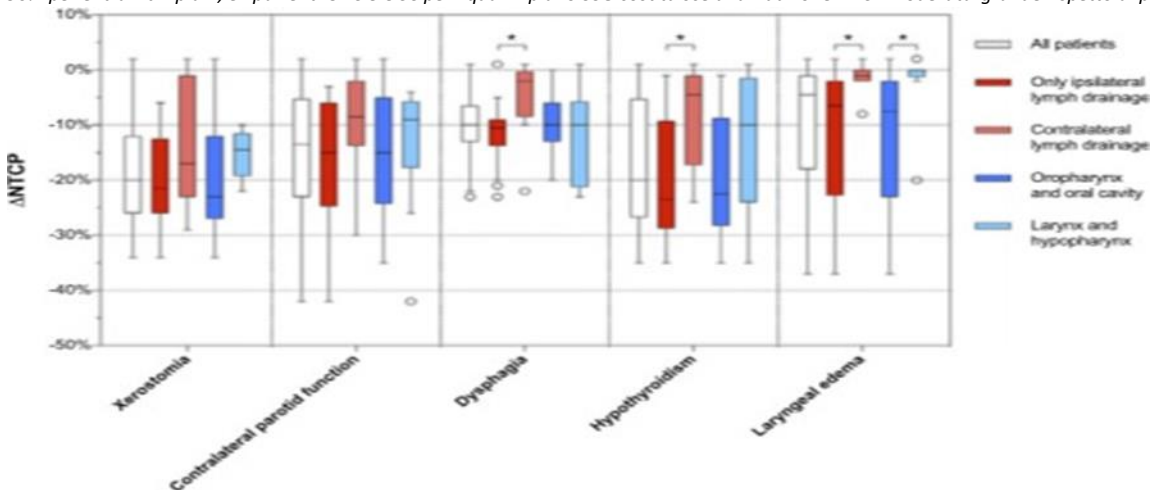 10%
0%
-10%
-20%
-30%
-40%
-50%
ΔNTCP
*
*
*
*
All patients
Only ipsilateral
lymph drainage
Contralateral
lymph drainage
Oropharynx
and oral cavity
Larynx and
hypopharynx
Xerostomia
Contralateral parotid function
Dysphagia
Hypothyroidism
Laryngeal edema